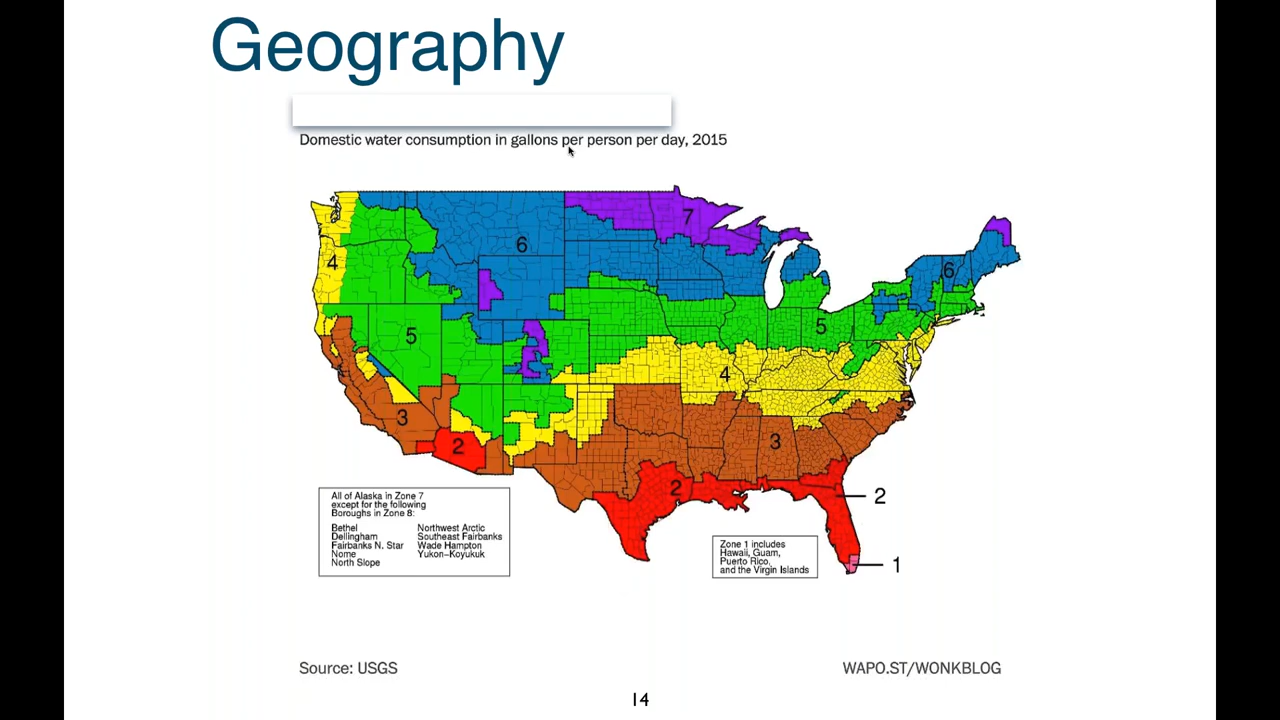 Geography
Domestic water consumption in gallons per person per day, 2015
7
6
6
4
5
5
4
3
3
2
2
2
1
All of Alaska in Zone 7
except for the following
Boroughs in Zone 8:
Bethel
Dellingham
Fairbanks N. Star
Nome
North Slope
Northwest Arctic
Southeast Fairbanks
Wade Hampton
Yukon-Koyukuk
Zone 1 includes
Hawaii, Guam,
Puerto Rico,
and the Virgin Islands
Source: USGS
WAPO.ST/WONKBLOG
14